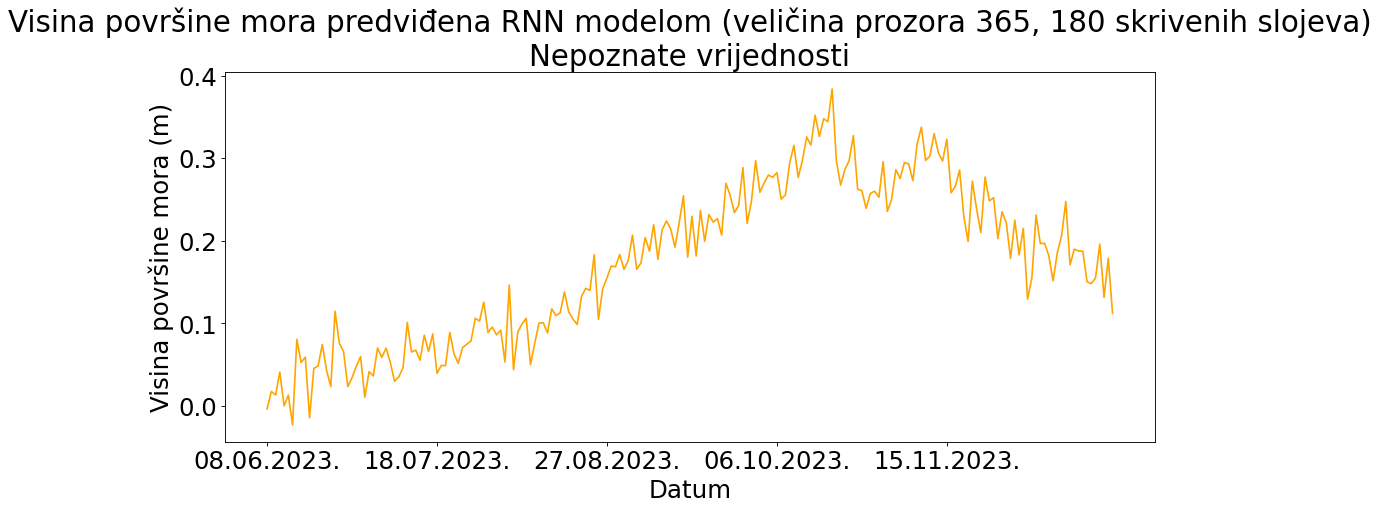 Visina površine mora predviđena RNN modelom (veličina prozora 365, 180 skrivenih slojeva)
Nepoznate vrijednosti
Visina površine mora (m)
0.4
0.3
0.2
0.1
0.0
08.06.2023. 18.07.2023. 27.08.2023. 06.10.2023. 15.11.2023.
Datum